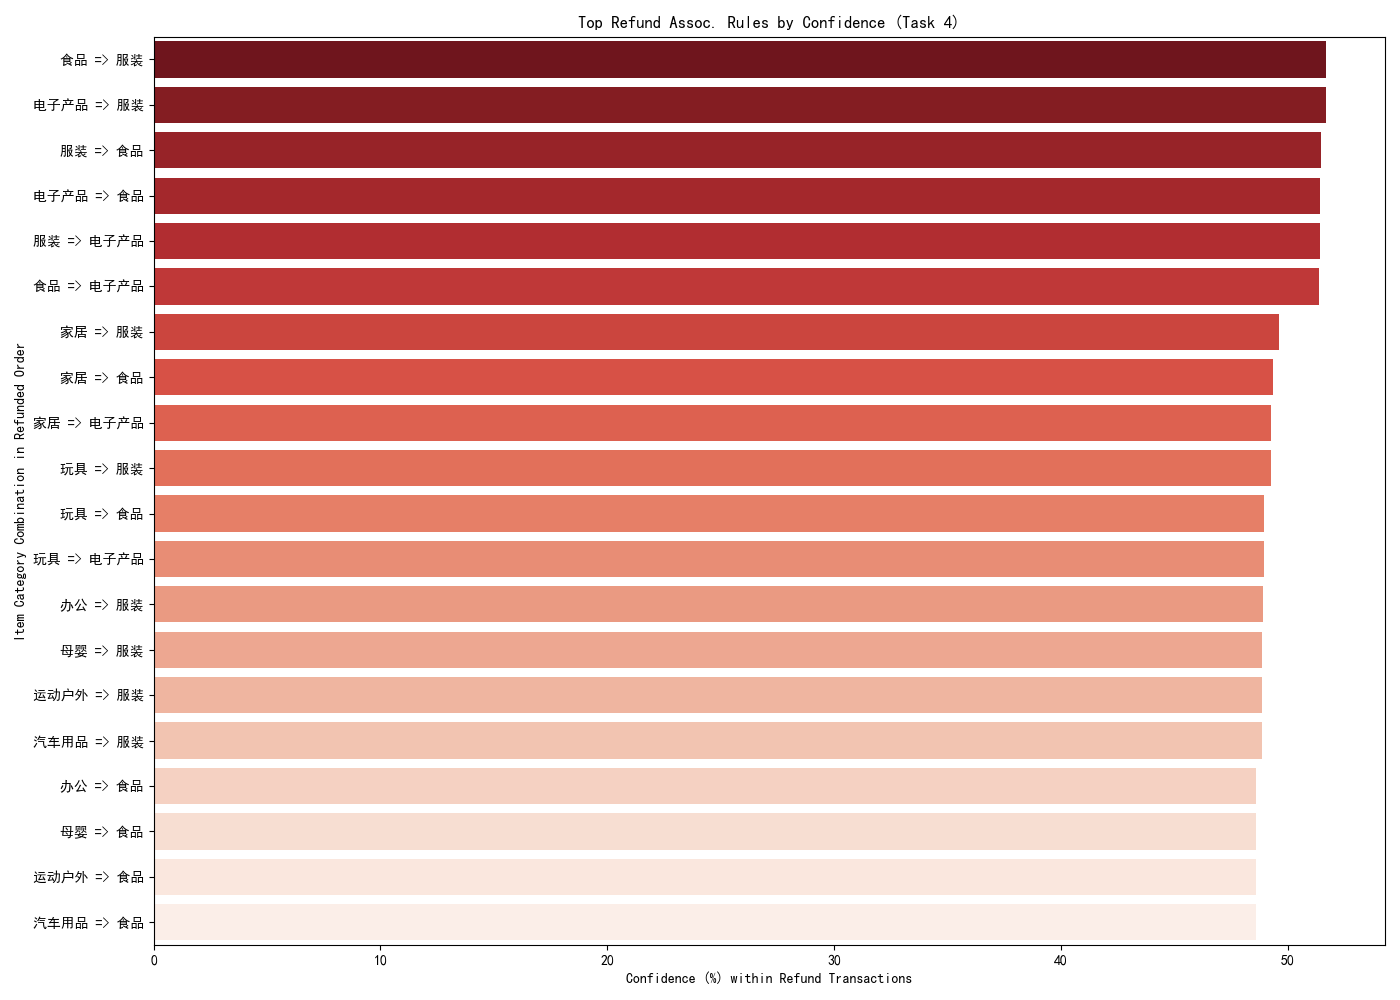 Top Refund Assoc. Rules by Confidence (Task 4)
Item Category Combination in Refunded Order
食品 => 服装
电子产品 => 服装
服装 => 食品
电子产品 => 食品
服装 => 电子产品
食品 => 电子产品
家居 => 服装
家居 => 食品
家居 => 电子产品
玩具 => 服装
玩具 => 食品
玩具 => 电子产品
办公 => 服装
母婴 => 服装
运动户外 => 服装
汽车用品 => 服装
办公 => 食品
母婴 => 食品
运动户外 => 食品
汽车用品 => 食品
0 10 20 30 40 50
Confidence (%) within Refund Transactions